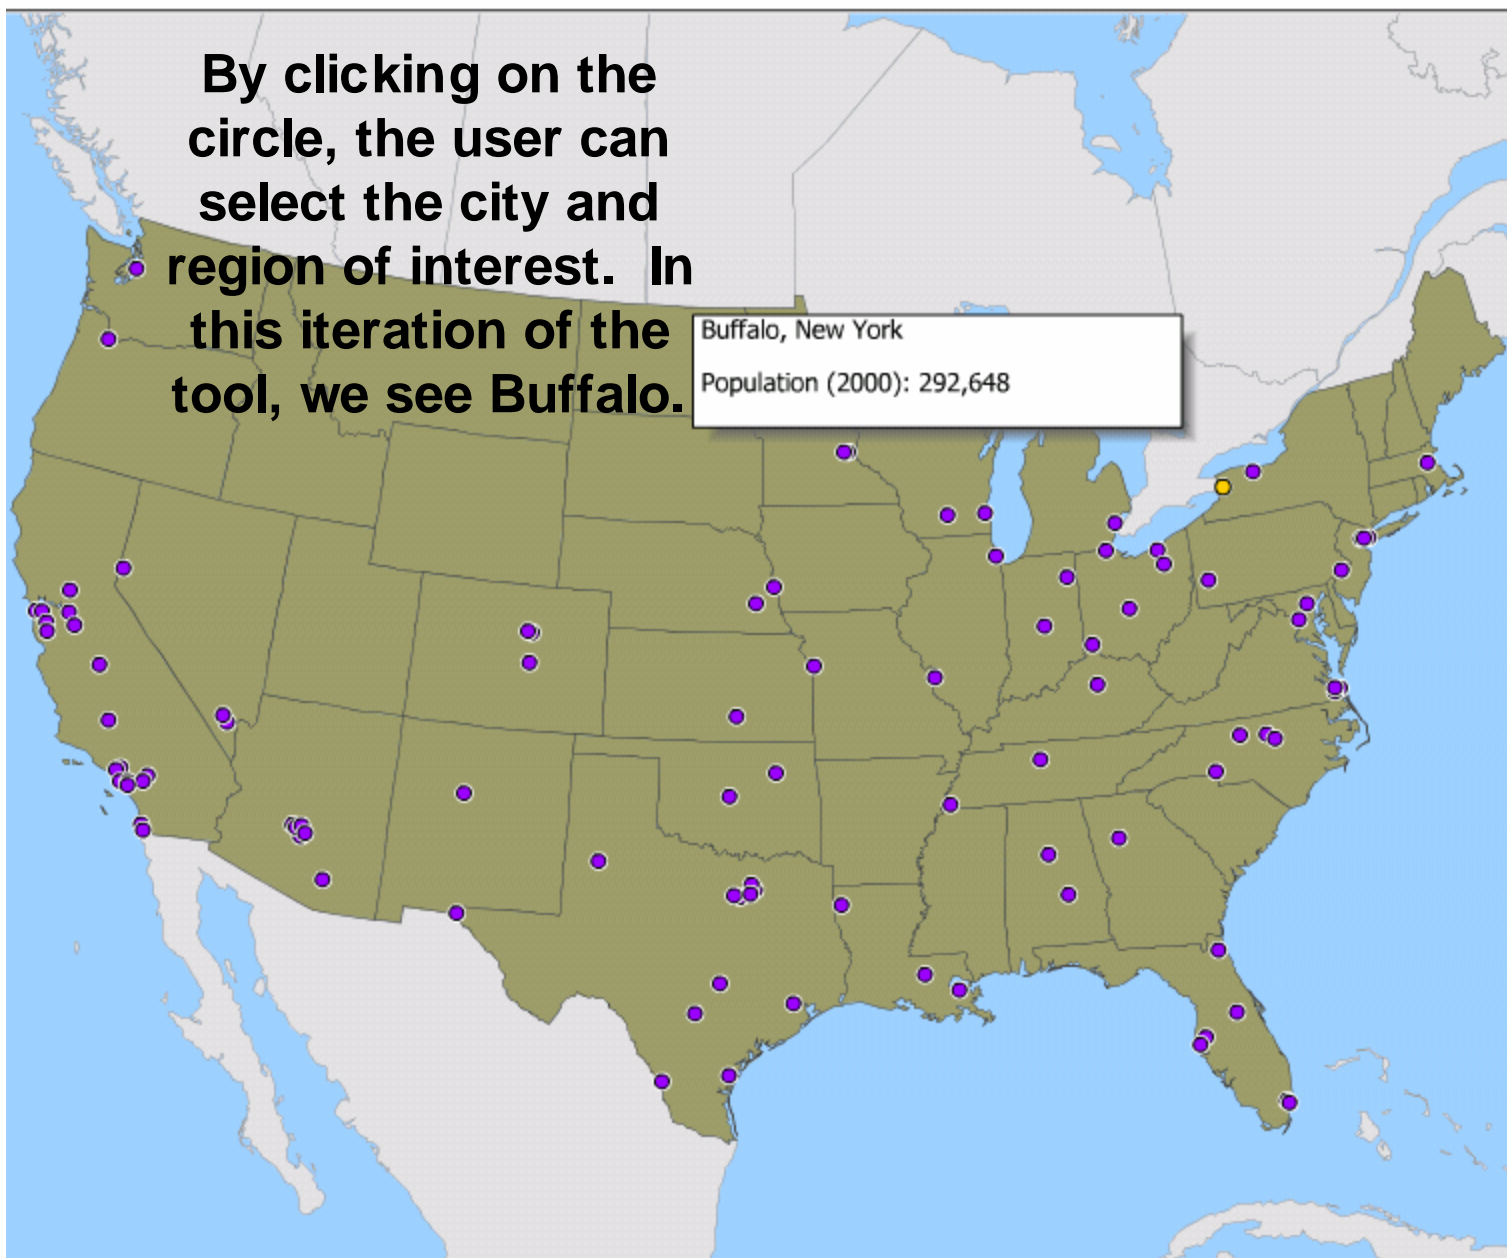 By clicking on the
circle, the user can
select the city and
region of interest.  In
this iteration of the
tool, we see Buffalo.
Buffalo, New York
Population (2000): 292,648